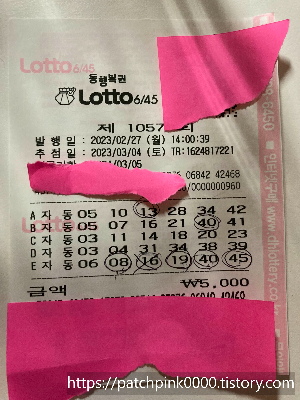 Lotto 6/45
동행복권
Lotto 6/45
제 1057
발 행 일 : 2023/02/27 (월) 14:00:39
추 첨 일 : 2023/03/04 (토) TR:1624817221
/03/05
06842 42468
/0000000960
A 자 동 05 10 13 28 34 42
B 자 동 05 07 16 21 40 41
C 자 동 03 11 14 18 20 23
D 자 동 03 04 31 34 38 39
E 자 동 06 08 16 19 40 45
금액 ₩5,000
https://patchpink0000.tistory.com